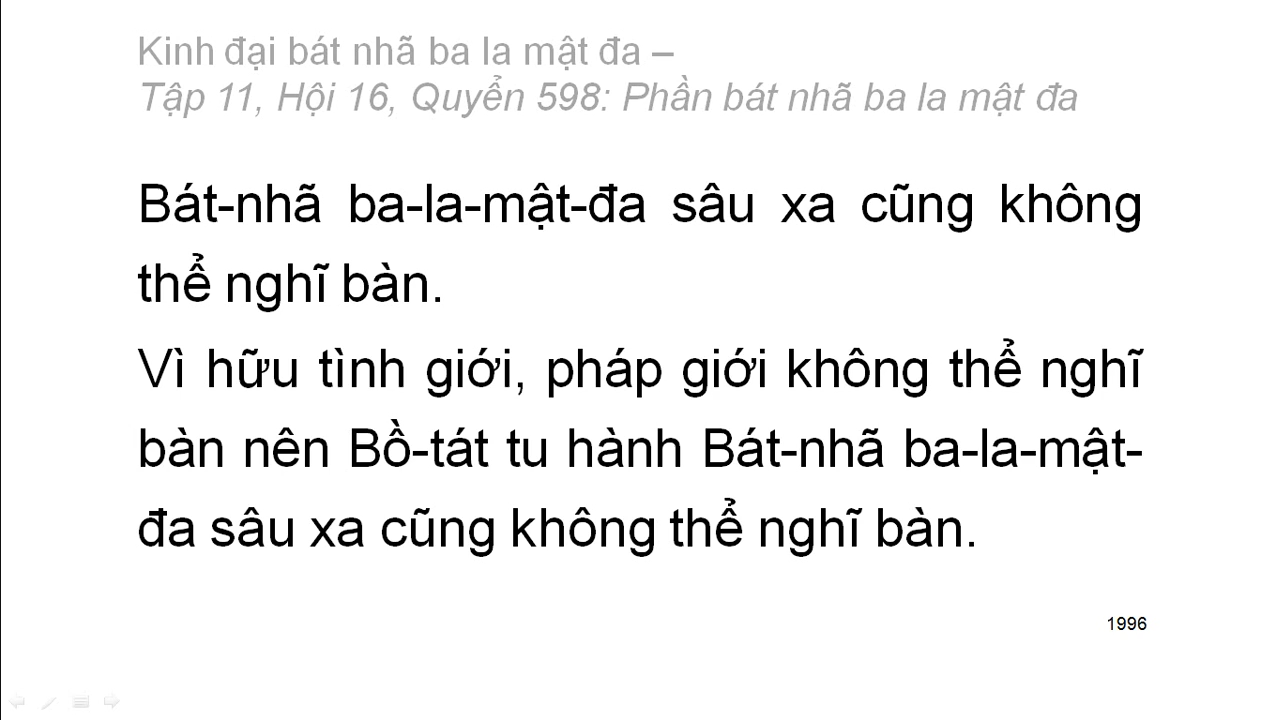 Kinh đại bát nhã ba la mật đa –
Tập 11, Hội 16, Quyển 598: Phần bát nhã ba la mật đa
Bát-nhã ba-la-mật-đa sâu xa cũng không
thể nghĩ bàn.
Vì hữu tình giới, pháp giới không thể nghĩ
bàn nên Bồ-tát tu hành Bát-nhã ba-la-mật-
đa sâu xa cũng không thể nghĩ bàn.
1996